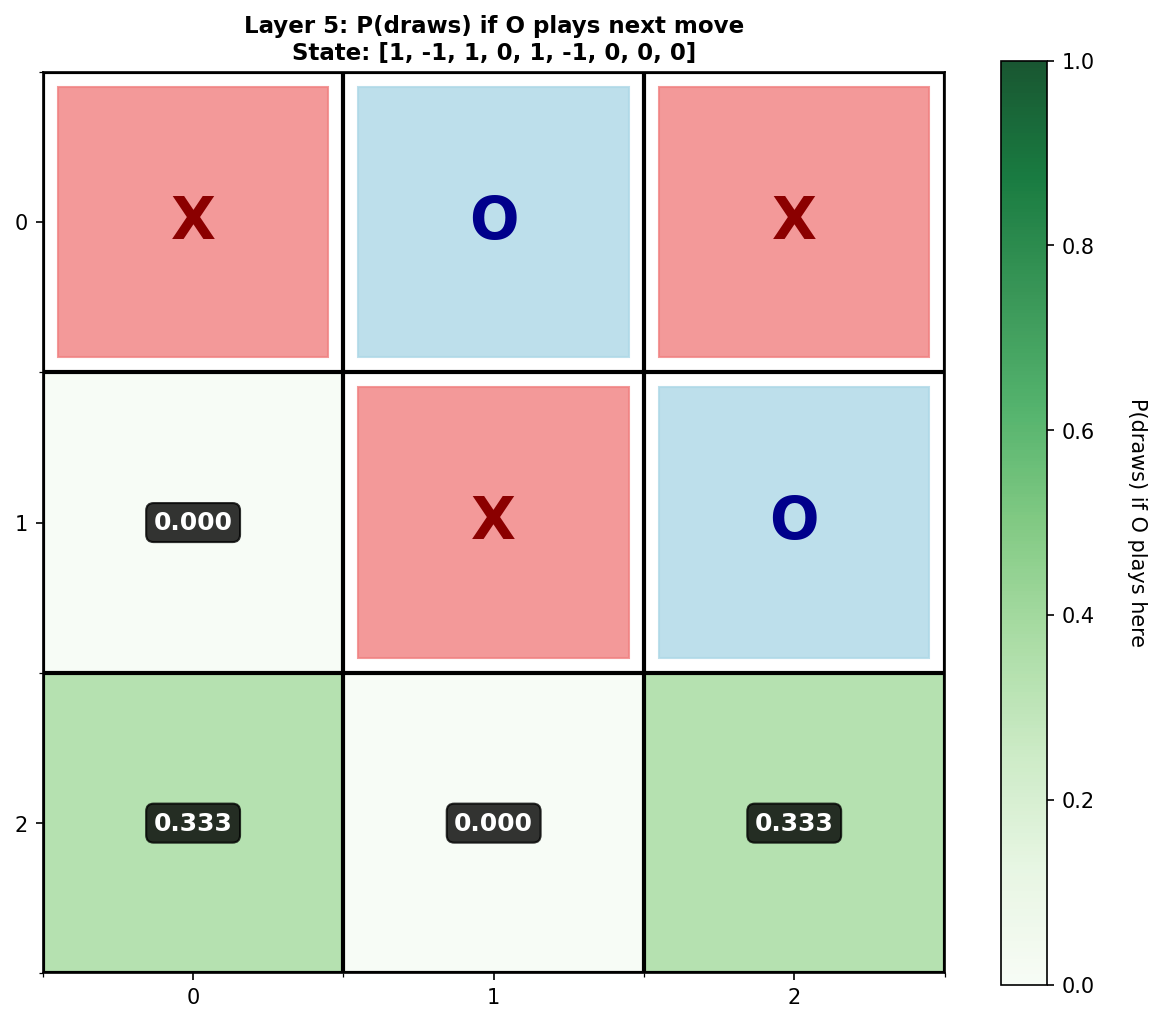 Layer 5: P(draws) if O plays next move
State: [1, -1, 1, 0, 1, -1, 0, 0, 0]
X
O
X
0
0.000
X
O
1
0.333
0.000
0.333
2
0
1
2
1.0
0.8
0.6
0.4
0.2
0.0
P(draws) if O plays here